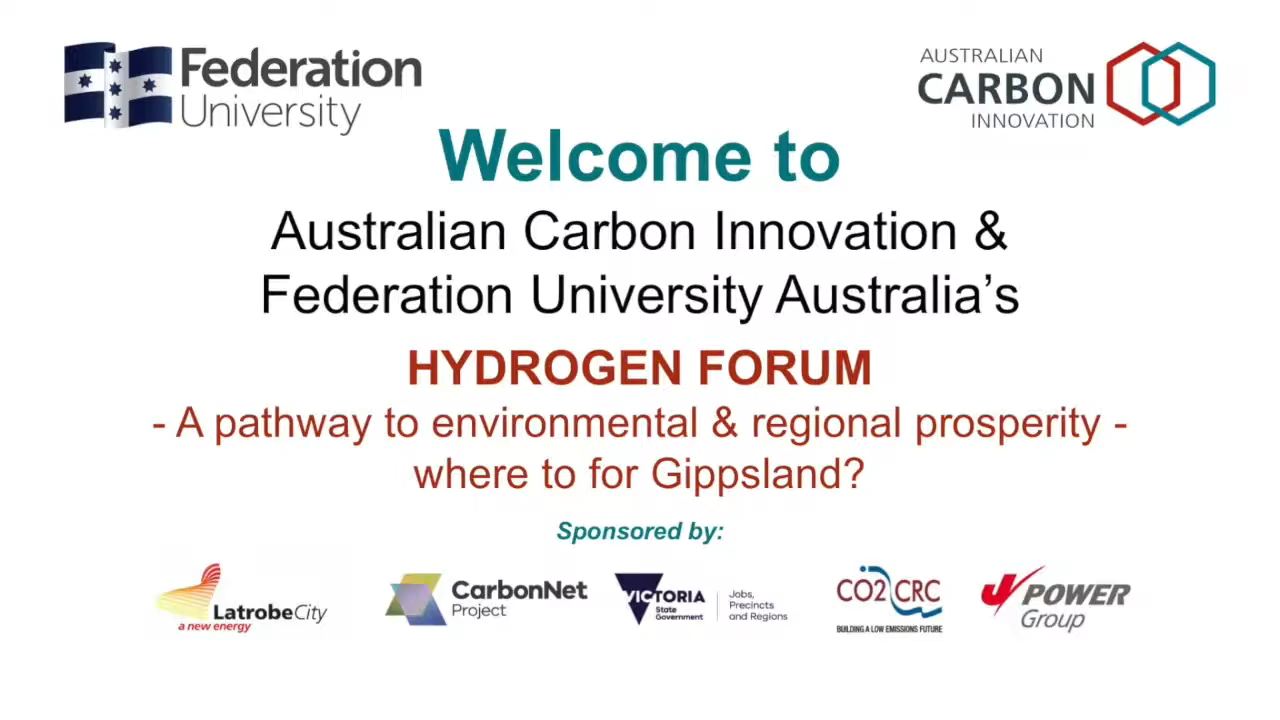 Federation
University
AUSTRALIAN
CARBON
INNOVATION
Welcome to
Australian Carbon Innovation &
Federation University Australia’s
HYDROGEN FORUM
- A pathway to environmental & regional prosperity -
where to for Gippsland?
Sponsored by:
LatrobeCity
a new energy
CarbonNet
Project
VICTORIA
State
Government
Jobs,
Precincts
and Regions
CO2CRC
BUILDING A LOW EMISSIONS FUTURE
J POWER
Group